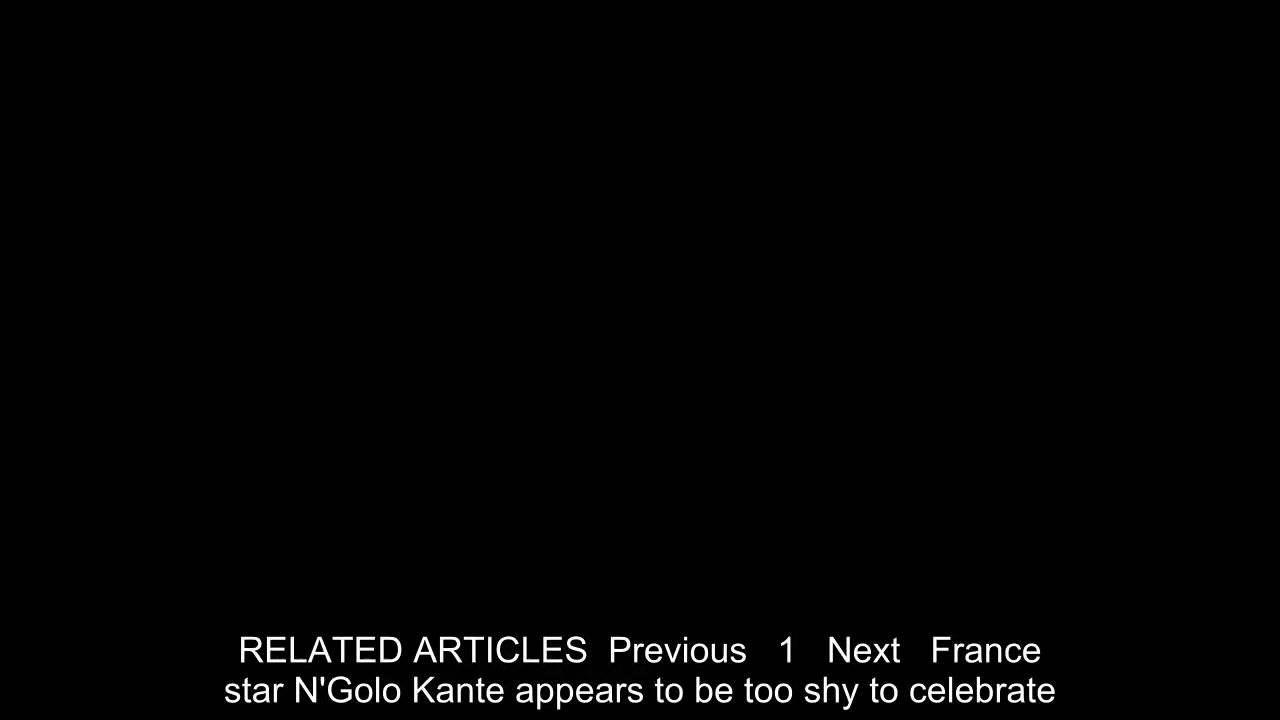 RELATED ARTICLES  Previous   1   Next   France
star N'Golo Kante appears to be too shy to celebrate